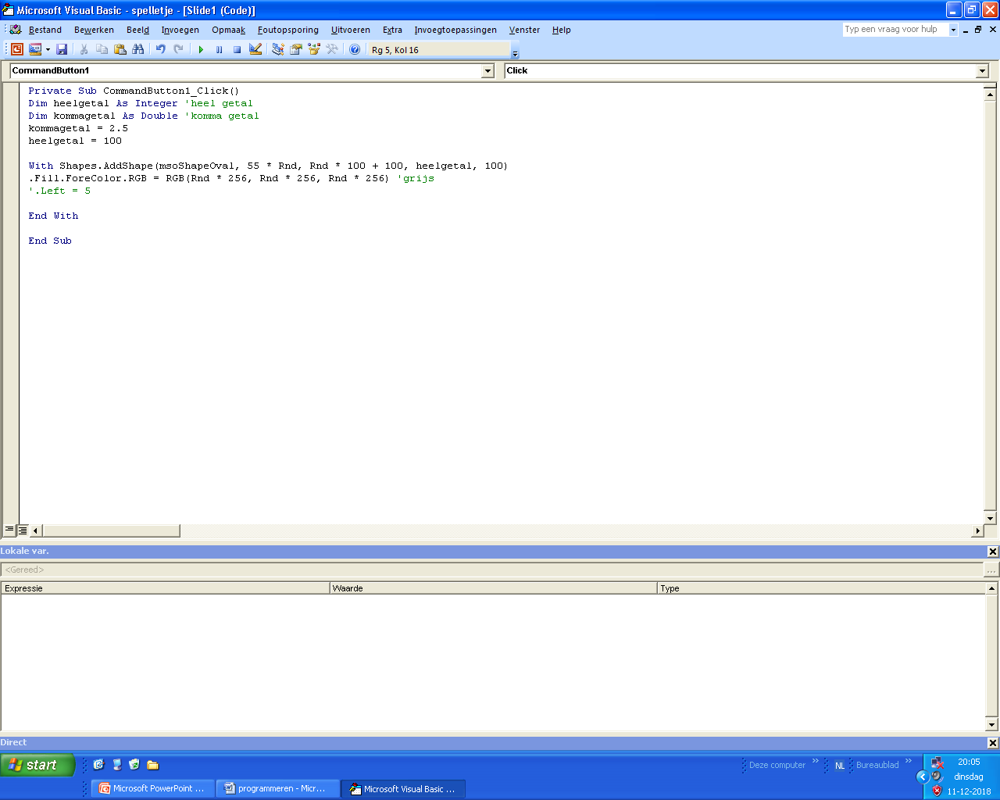 Microsoft Visual Basic - spelletje - [Slide1 (Code)]
Bestand Bewerken Beeld Invoegen Opmaak Foutopsporing Uitvoeren Extra Invoegtoepassingen Venster Help Typ een vraag voor hulp
Rg 5, Kol 16
CommandButton1 Click
Private Sub CommandButton1_Click()
Dim heelgetal As Integer 'heel getal
Dim kommagetal As Double 'komma getal
kommagetal = 2.5
heelgetal = 100
With Shapes.AddShape(msoShapeOval, 55 * Rnd, Rnd * 100 + 100, heelgetal, 100)
.Fill.ForeColor.RGB = RGB(Rnd * 256, Rnd * 256, Rnd * 256) 'grijs
'.Left = 5
End With
End Sub
Lokale var.
<Gereed> ...
Expressie Waarde Type
Direct
start Deze computer » NL Bureaublad » 20:05
dinsdag
Microsoft PowerPoint ... programmeren - Micr... Microsoft Visual Basic ... 11-12-2018